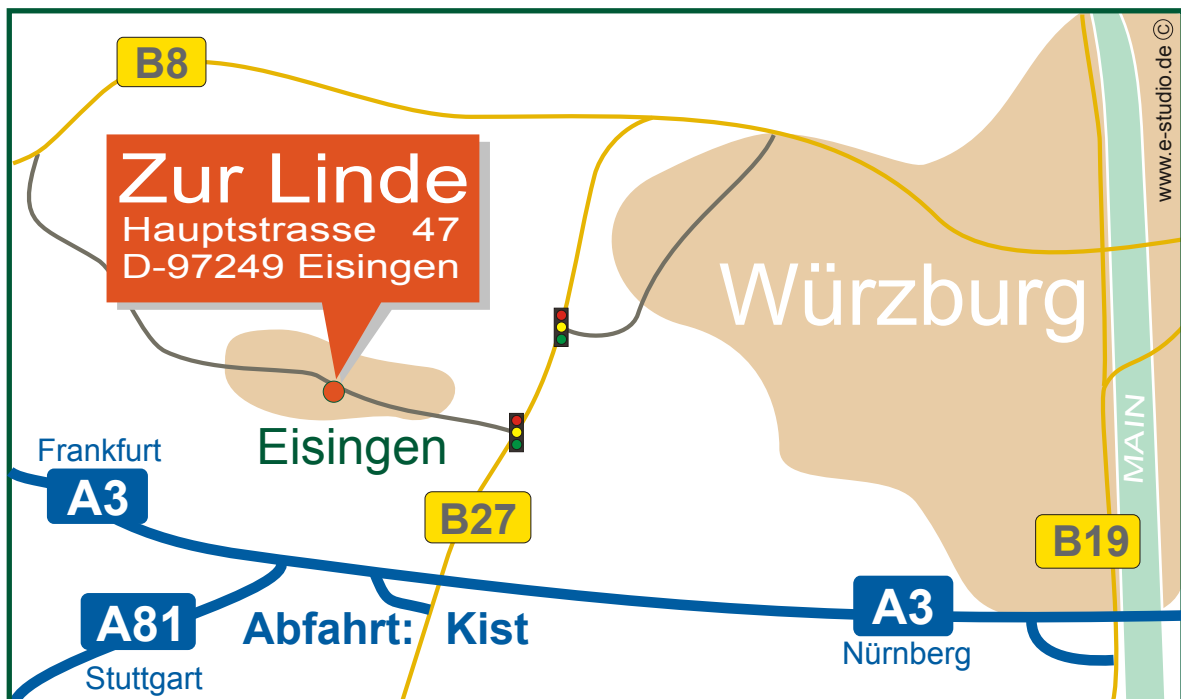 B8
www.e-studio.de ©
Zur Linde
Hauptstrasse 47
D-97249 Eisingen
Würzburg
Eisingen
MAIN
Frankfurt
A3
B27
B19
A81
Stuttgart
Abfahrt: Kist
A3
Nürnberg